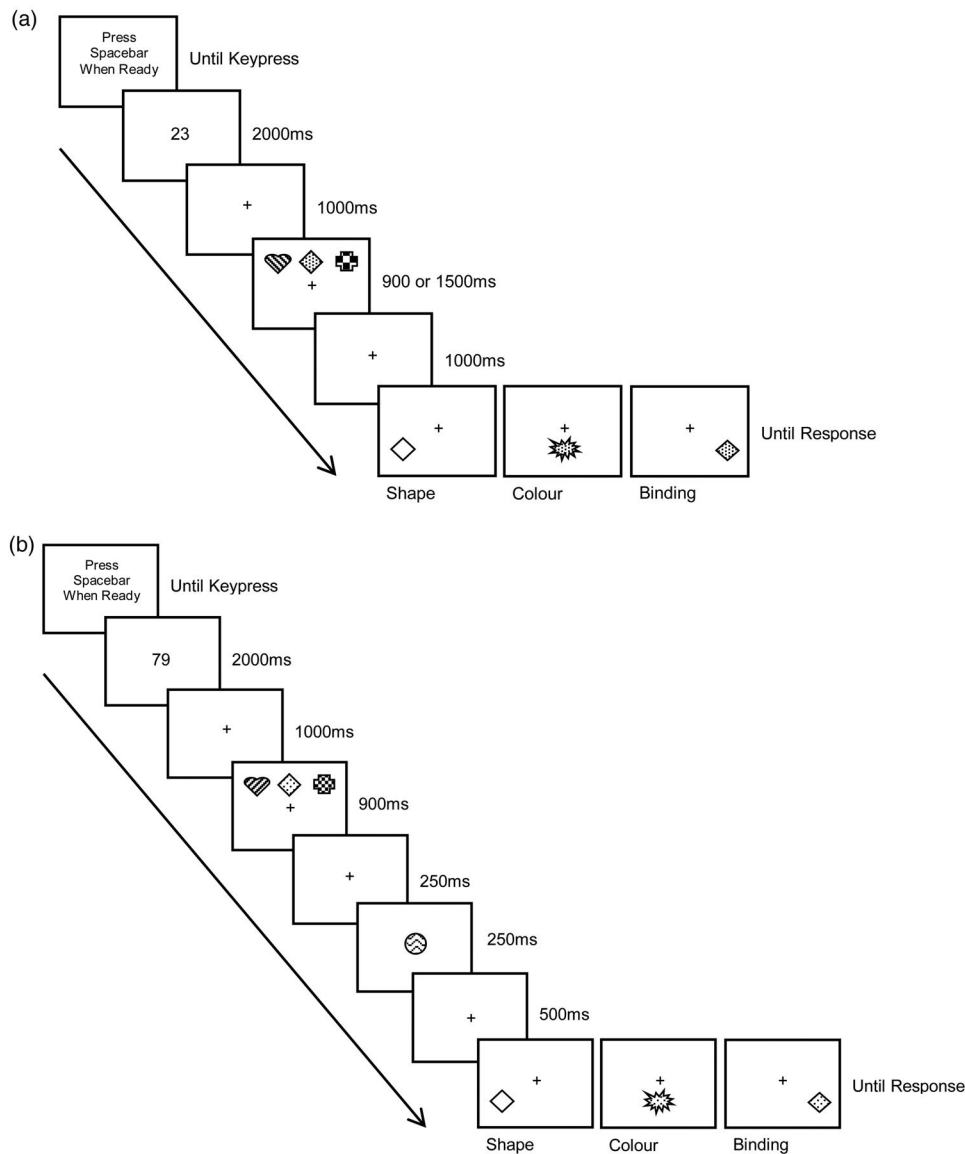 (a)
Press
Spacebar
When Ready
Until Keypress
23
2000ms
+
1000ms
+
900 or 1500ms
+
1000ms
+
+
+
Until Response
Shape
Colour
Binding
(b)
Press
Spacebar
When Ready
Until Keypress
79
2000ms
+
1000ms
+
900ms
+
250ms
250ms
+
500ms
+
+
+
Until Response
Shape
Colour
Binding